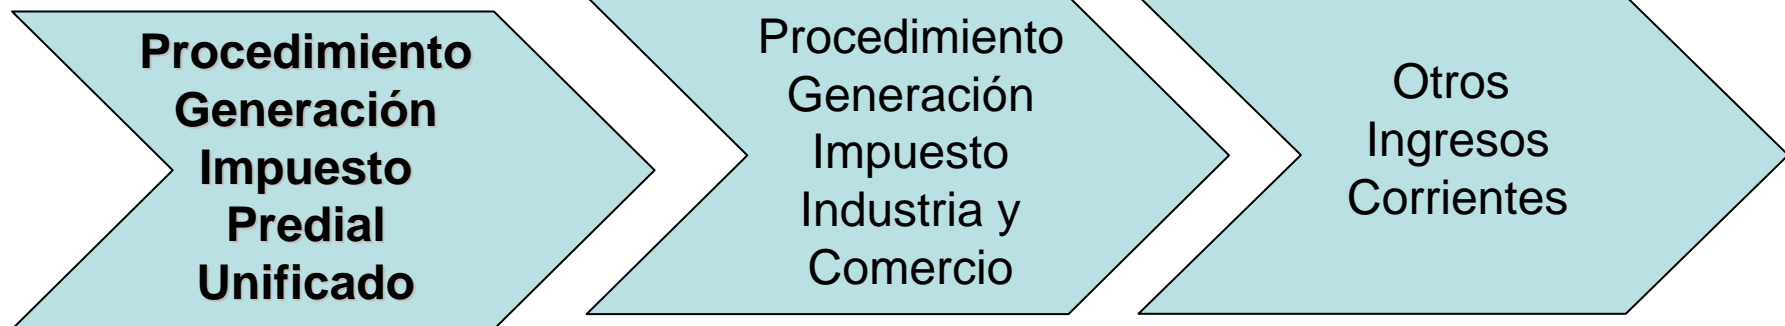 Procedimiento
Generación
Impuesto
Predial
Unificado
Procedimiento
Generación
Impuesto
Industria y
Comercio
Otros
Ingresos
Corrientes